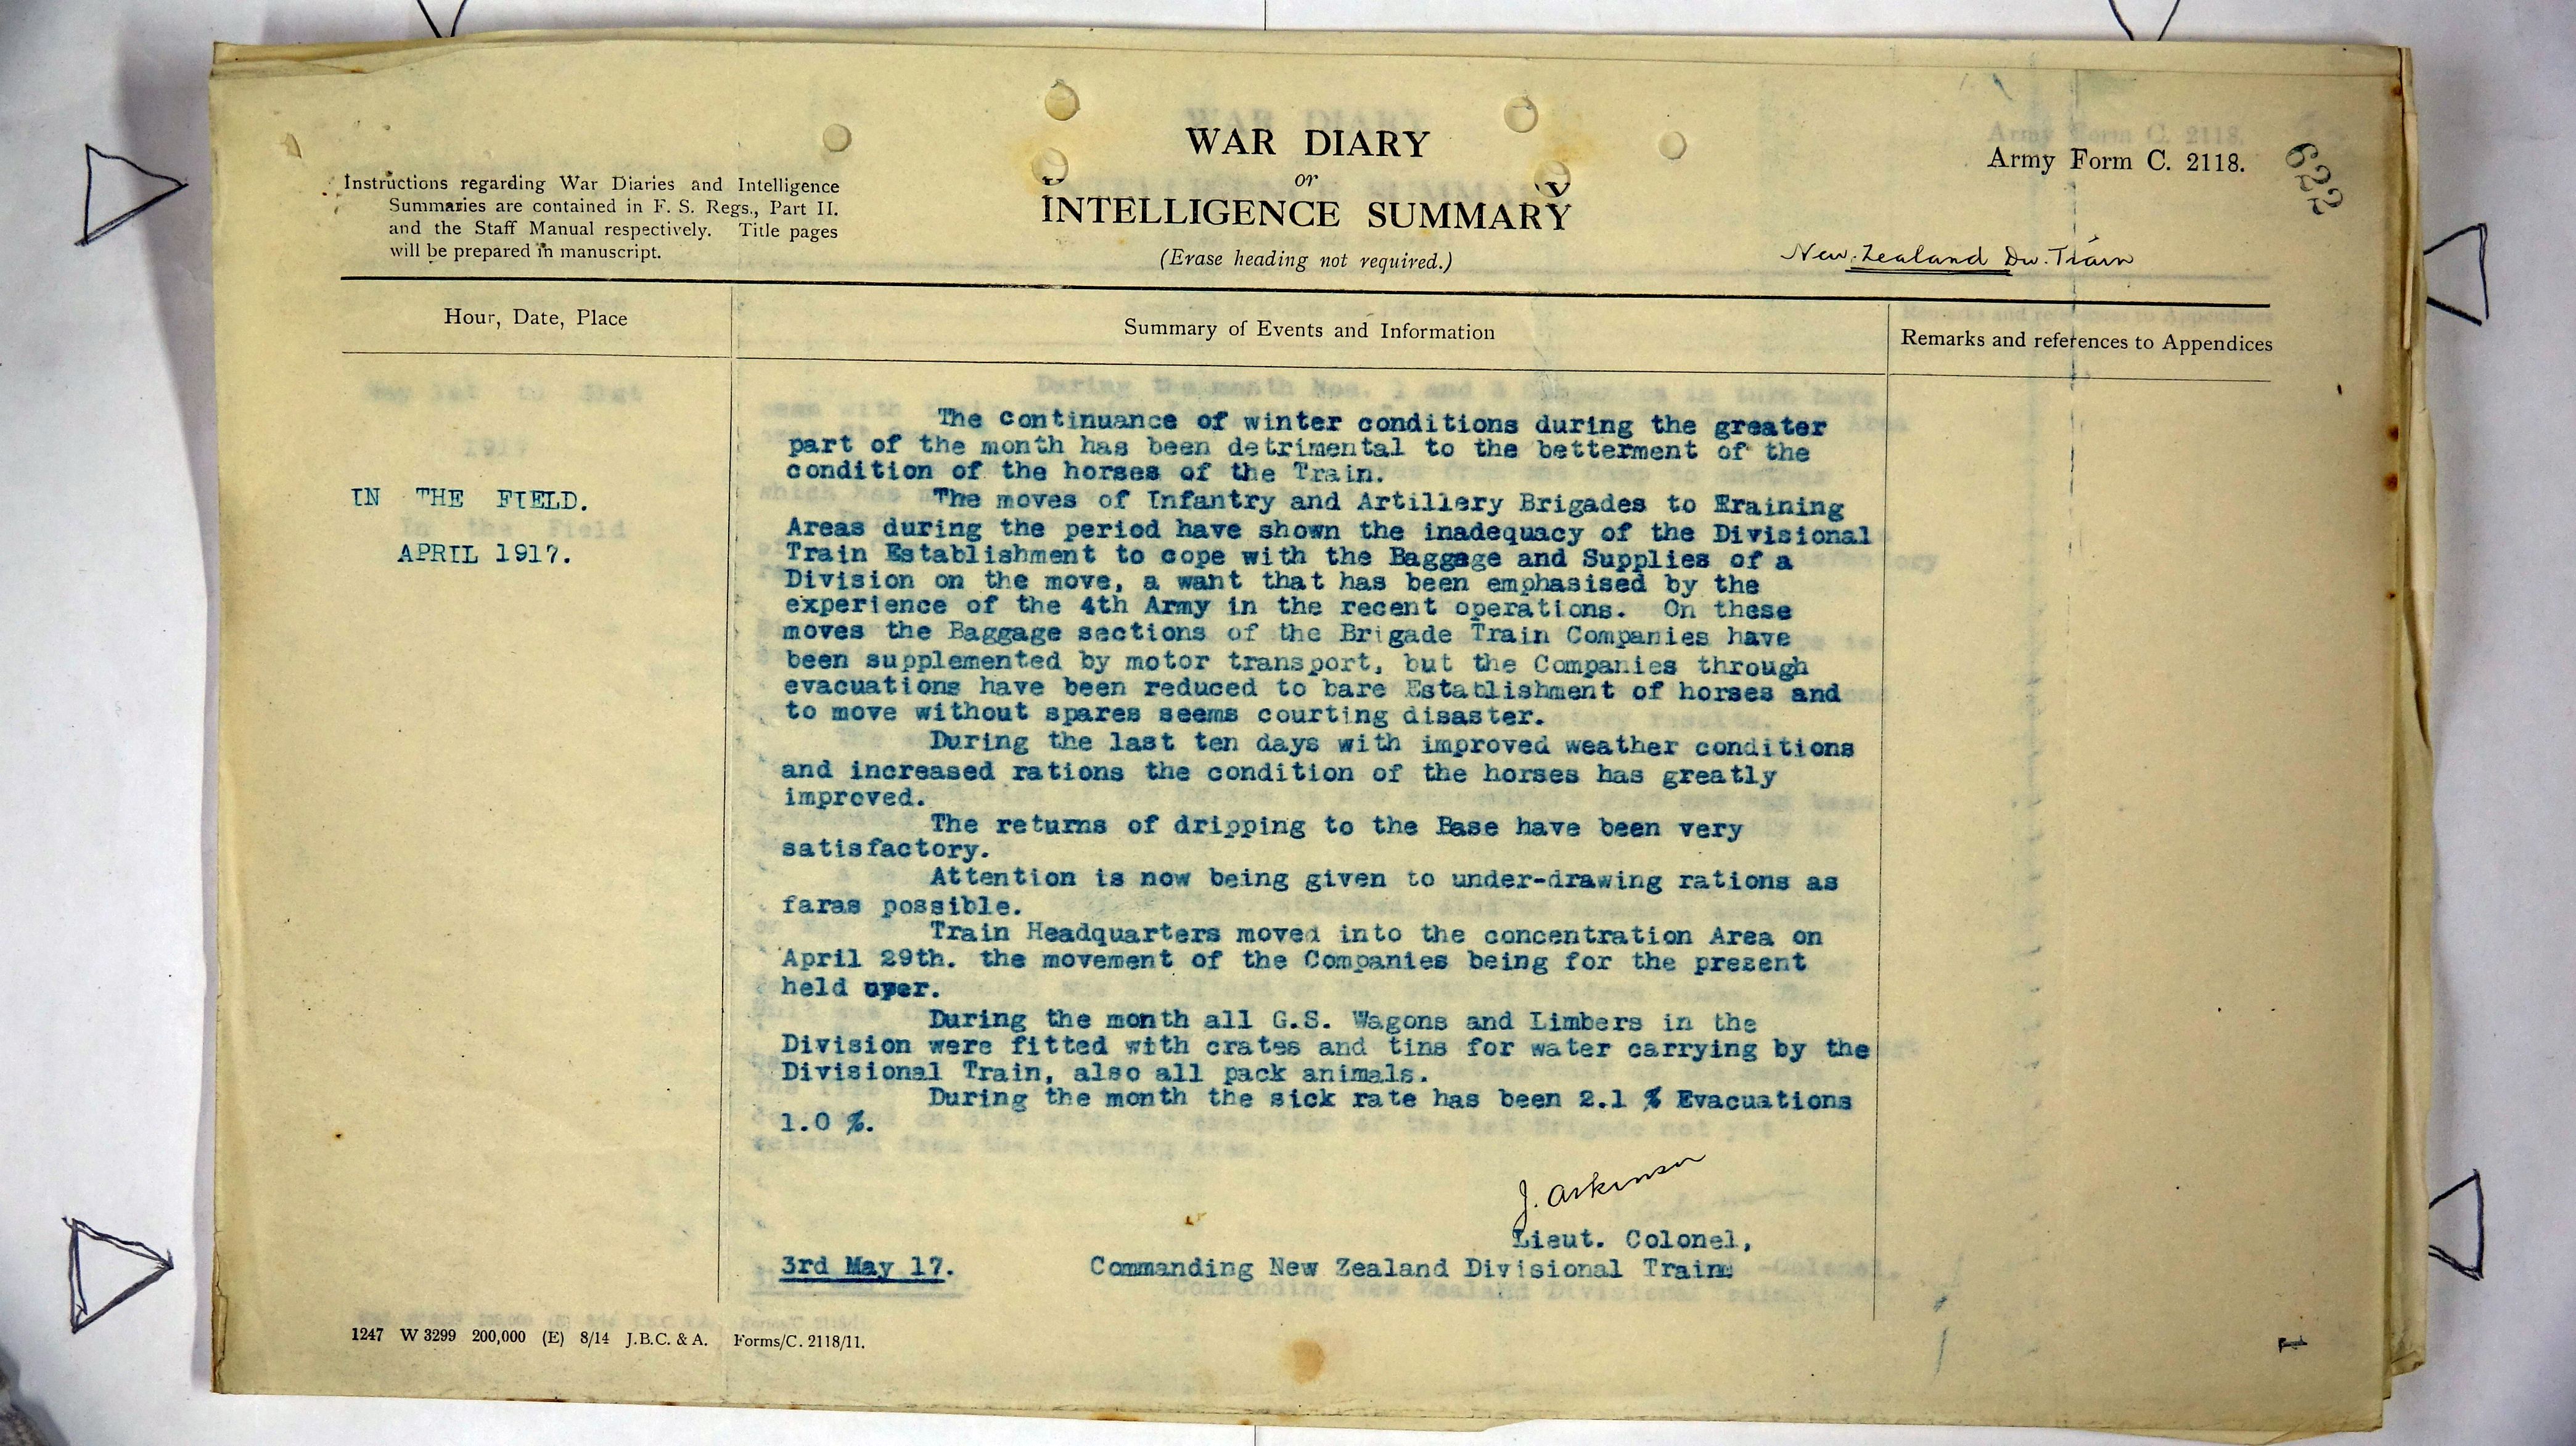 WAR DIARY
or
INTELLIGENCE SUMMARY
(Erase heading not required.)
Instructions regarding War Diaries and Intelligence
Summaries are contained in F. S. Regs., Part II.
and the Staff Manual respectively. Title pages
will be prepared in manuscript.
Army Form C. 2118.
622
New Zealand Div. Train
Hour, Date, Place
Summary of Events and Information
Remarks and references to Appendices
IN THE FIELD.
APRIL 1917.
The continuance of winter conditions during the greater
part of the month has been detrimental to the betterment of the
condition of the horses of the Train.
The moves of Infantry and Artillery Brigades to Training
Areas during the period have shown the inadequacy of the Divisional
Train Establishment to cope with the Baggage and Supplies of a
Division on the move, a want that has been emphasised by the
experience of the 4th Army in the recent operations. On these
moves the Baggage sections of the Brigade Train Companies have
been supplemented by motor transport, but the Companies through
evacuations have been reduced to bare Establishment of horses and
to move without spares seems courting disaster.
During the last ten days with improved weather conditions
and increased rations the condition of the horses has greatly
improved.
The returns of dripping to the Base have been very
satisfactory.
Attention is now being given to under-drawing rations as
faras possible.
Train Headquarters moved into the concentration Area on
April 29th. the movement of the Companies being for the present
held over.
During the month all G.S. Wagons and Limbers in the
Division were fitted with crates and tins for water carrying by the
Divisional Train, also all pack animals.
During the month the sick rate has been 2.1 % Evacuations
1.0 %.
J. Atkinson
Lieut. Colonel,
3rd May 17. Commanding New Zealand Divisional Train
1247 W 3299 200,000 (E) 8/14 J.B.C. & A. Forms/C. 2118/11.
1